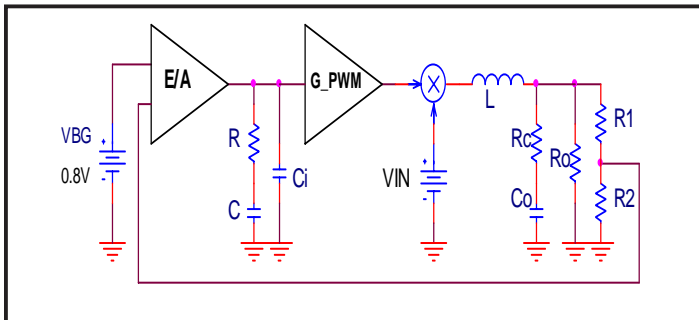 E/A
G_PWM
X
L
R1
VBG
+
-
0.8V
R
Ci
C
VIN
+
-
Rc
Ro
Co
R2